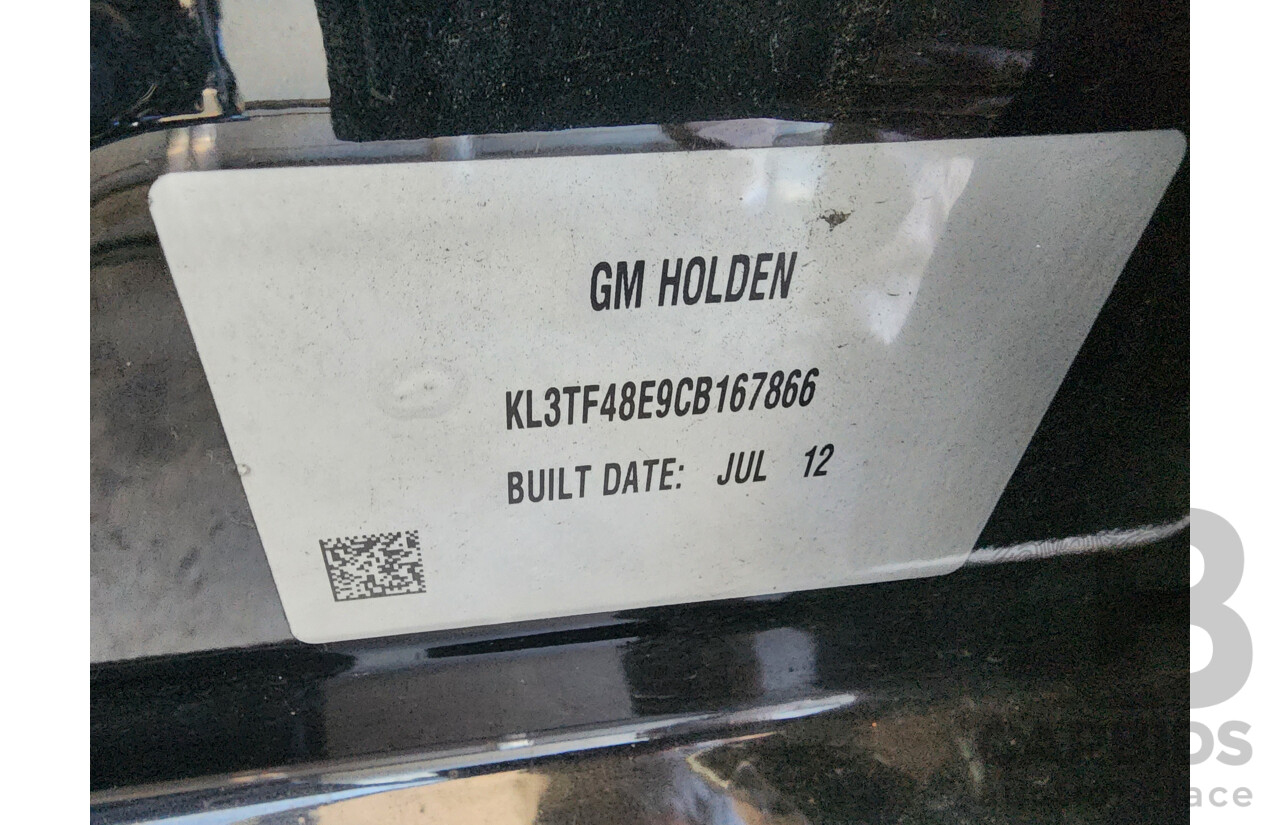 GM HOLDEN
KL3TF48E9CB167866
BUILT DATE: JUL 12